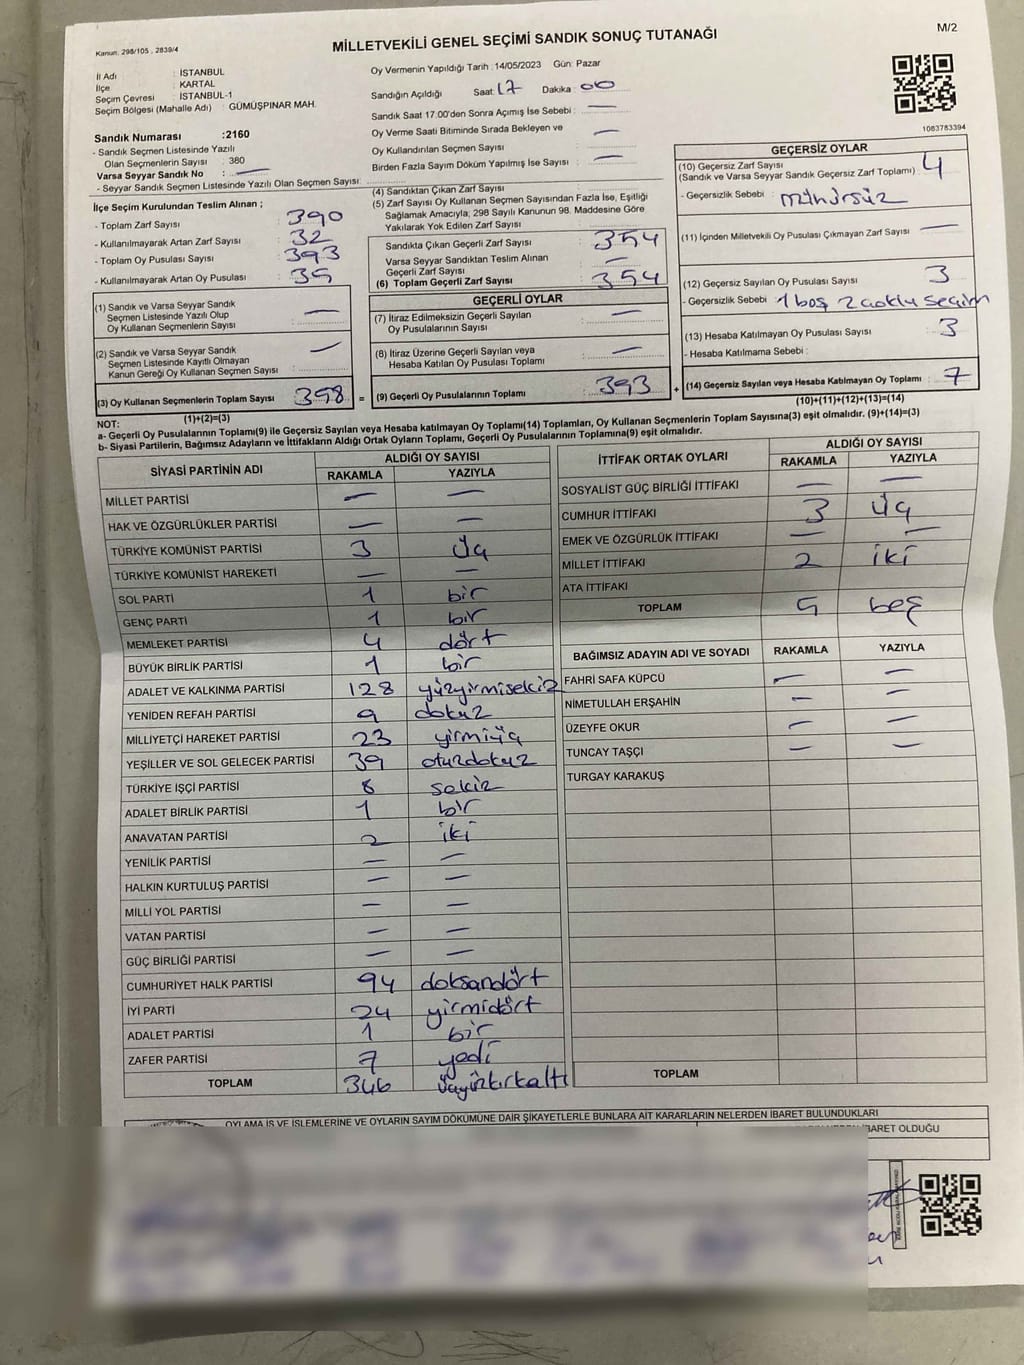 M/2
Kanun. 298/105 , 2839/4
MİLLETVEKİLİ GENEL SEÇİMİ SANDIK SONUÇ TUTANAĞI
İl Adı : İSTANBUL
İlçe : KARTAL
Seçim Çevresi : İSTANBUL-1
Seçim Bölgesi (Mahalle Adı) : GÜMÜŞPINAR MAH.
Sandık Numarası :2160
- Sandık Seçmen Listesinde Yazılı
Olan Seçmenlerin Sayısı : 380
Varsa Seyyar Sandık No : —
- Seyyar Sandık Seçmen Listesinde Yazılı Olan Seçmen Sayısı:
Oy Vermenin Yapıldığı Tarih :14/05/2023 Gün: Pazar
Sandığın Açıldığı Saat : 17 Dakika : 00
Sandık Saat 17.00'den Sonra Açımış İse Sebebi : —
Oy Verme Saati Bitiminde Sırada Bekleyen ve
Oy Kullandırılan Seçmen Sayısı : —
Birden Fazla Sayım Döküm Yapılmış İse Sayısı : —
1083783394
İlçe Seçim Kurulundan Teslim Alınan ;
- Toplam Zarf Sayısı : 390
- Kullanılmayarak Artan Zarf Sayısı : 32
- Toplam Oy Pusulası Sayısı : 393
- Kullanılmayarak Artan Oy Pusulası : 35
(1) Sandık ve Varsa Seyyar Sandık
Seçmen Listesinde Yazılı Olup
Oy Kullanan Seçmenlerin Sayısı : —
(2) Sandık ve Varsa Seyyar Sandık
Seçmen Listesinde Kayıtlı Olmayan
Kanun Gereği Oy Kullanan Seçmen Sayısı : —
(3) Oy Kullanan Seçmenlerin Toplam Sayısı : 398 =
(1)+(2)=(3)
(4) Sandıktan Çıkan Zarf Sayısı :
(5) Zarf Sayısı Oy Kullanan Seçmen Sayısından Fazla İse, Eşitliği
Sağlamak Amacıyla; 298 Sayılı Kanunun 98. Maddesine Göre
Yakılarak Yok Edilen Zarf Sayısı :
Sandıkta Çıkan Geçerli Zarf Sayısı : 354
Varsa Seyyar Sandıktan Teslim Alınan
Geçerli Zarf Sayısı : —
(6) Toplam Geçerli Zarf Sayısı : 354
GEÇERLİ OYLAR
(7) İtiraz Edilmeksizin Geçerli Sayılan
Oy Pusulalarının Sayısı : —
(8) İtiraz Üzerine Geçerli Sayılan veya
Hesaba Katılan Oy Pusulası Toplamı : —
(9) Geçerli Oy Pusulalarının Toplamı : 393 +
GEÇERSİZ OYLAR
(10) Geçersiz Zarf Sayısı
(Sandık ve Varsa Seyyar Sandık Geçersiz Zarf Toplamı) : 4
- Geçersizlik Sebebi : mühürsüz
(11) İçinden Milletvekili Oy Pusulası Çıkmayan Zarf Sayısı : —
(12) Geçersiz Sayılan Oy Pusulası Sayısı : 3
- Geçersizlik Sebebi : 1 boş 2 çoklu seçim
(13) Hesaba Katılmayan Oy Pusulası Sayısı : 3
- Hesaba Katılmama Sebebi :
(14) Geçersiz Sayılan veya Hesaba Katılmayan Oy Toplamı : 7
(10)+(11)+(12)+(13)=(14)
NOT:
a- Geçerli Oy Pusulalarının Toplamı(9) ile Geçersiz Sayılan veya Hesaba Katılmayan Oy Toplamı(14) Toplamları, Oy Kullanan Seçmenlerin Toplam Sayısına(3) eşit olmalıdır. (9)+(14)=(3)
b- Siyasi Partilerin, Bağımsız Adayların ve İttifakların Aldığı Ortak Oyların Toplamı, Geçerli Oy Pusulalarının Toplamına(9) eşit olmalıdır.
SİYASİ PARTİNİN ADI ALDIĞI OY SAYISI
RAKAMLA YAZIYLA
MİLLET PARTİSİ — —
HAK VE ÖZGÜRLÜKLER PARTİSİ — —
TÜRKİYE KOMÜNİST PARTİSİ 3 üç
TÜRKİYE KOMÜNİST HAREKETİ — —
SOL PARTİ 1 bir
GENÇ PARTİ 1 bir
MEMLEKET PARTİSİ 4 dört
BÜYÜK BİRLİK PARTİSİ 1 bir
ADALET VE KALKINMA PARTİSİ 128 yüzyirmisekiz
YENİDEN REFAH PARTİSİ 9 dokuz
MİLLİYETÇİ HAREKET PARTİSİ 23 yirmiüç
YEŞİLLER VE SOL GELECEK PARTİSİ 39 otuzdokuz
TÜRKİYE İŞÇİ PARTİSİ 8 sekiz
ADALET BİRLİK PARTİSİ 1 bir
ANAVATAN PARTİSİ 2 iki
YENİLİK PARTİSİ — —
HALKIN KURTULUŞ PARTİSİ — —
MİLLİ YOL PARTİSİ — —
VATAN PARTİSİ — —
GÜÇ BİRLİĞİ PARTİSİ — —
CUMHURİYET HALK PARTİSİ 94 doksandört
İYİ PARTİ 24 yirmidört
ADALET PARTİSİ 1 bir
ZAFER PARTİSİ 7 yedi
TOPLAM 346 üçyüzkırkaltı
İTTİFAK ORTAK OYLARI ALDIĞI OY SAYISI
RAKAMLA YAZIYLA
SOSYALİST GÜÇ BİRLİĞİ İTTİFAKI — —
CUMHUR İTTİFAKI 3 üç
EMEK VE ÖZGÜRLÜK İTTİFAKI — —
MİLLET İTTİFAKI 2 iki
ATA İTTİFAKI
TOPLAM 5 beş
BAĞIMSIZ ADAYIN ADI VE SOYADI RAKAMLA YAZIYLA
FAHRİ SAFA KÜPCÜ — —
NİMETULLAH ERŞAHİN — —
ÜZEYFE OKUR — —
TUNCAY TAŞÇI — —
TURGAY KARAKUŞ
TOPLAM
OYLAMA İŞ VE İŞLEMLERİNE VE OYLARIN SAYIM DÖKÜMÜNE DAİR ŞİKAYETLERLE BUNLARA AİT KARARLARIN NELERDEN İBARET BULUNDUKLARI
İBARET OLDUĞU